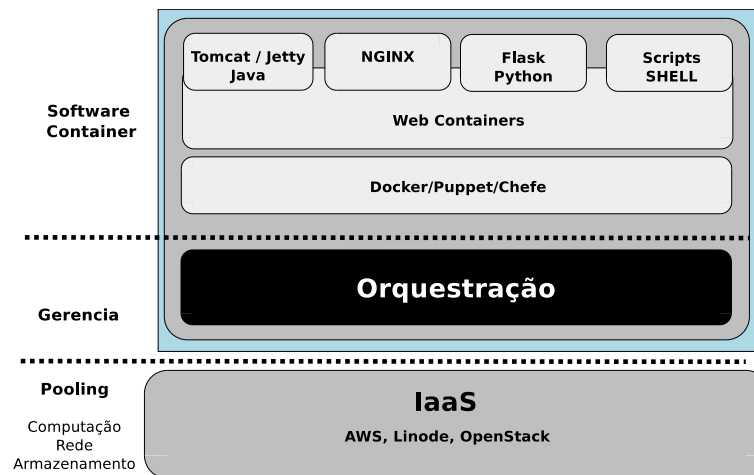 Tomcat / Jetty
Java
NGINX
Flask
Python
Scripts
SHELL
Software
Container
Web Containers
Docker/Puppet/Chefe
Orquestração
Gerencia
Pooling
Computação
Rede
Armazenamento
IaaS
AWS, Linode, OpenStack